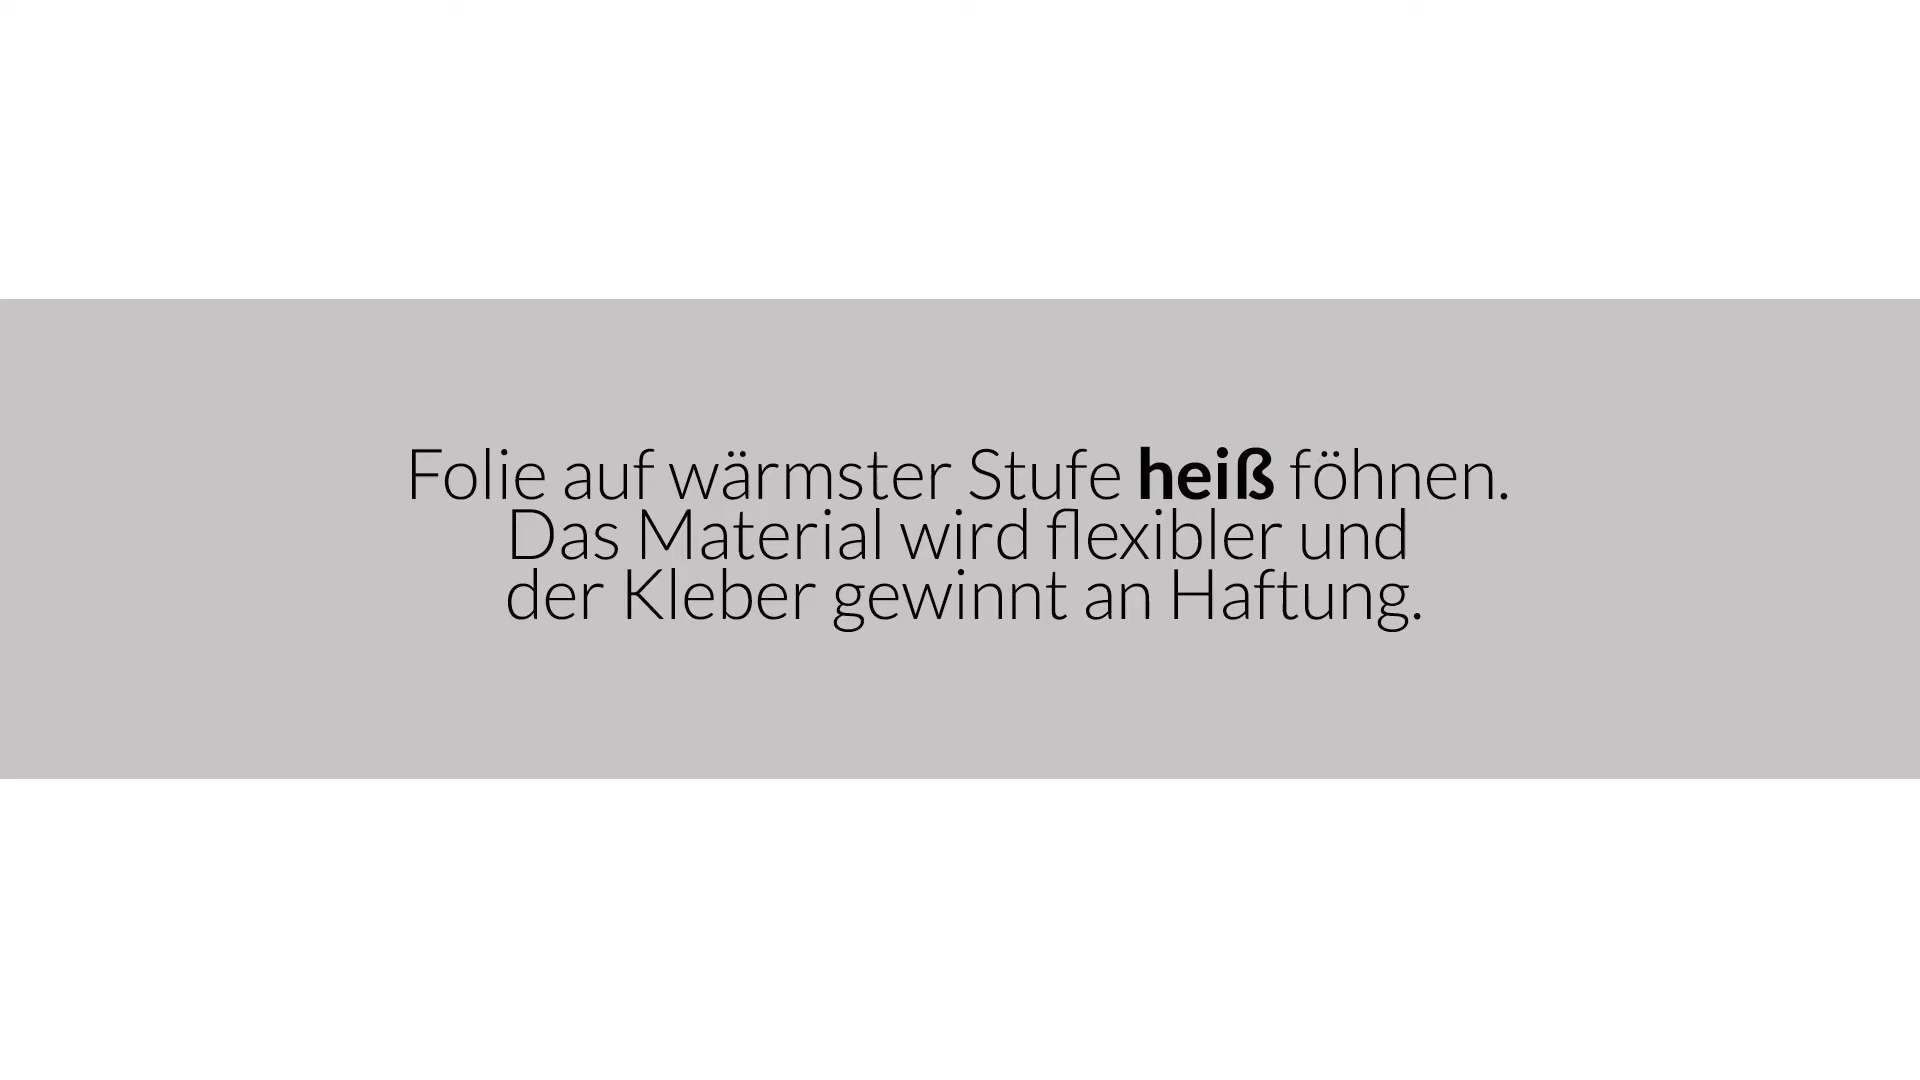 Folie auf wärmster Stufe heiß föhnen.
Das Material wird flexibler und
der Kleber gewinnt an Haftung.